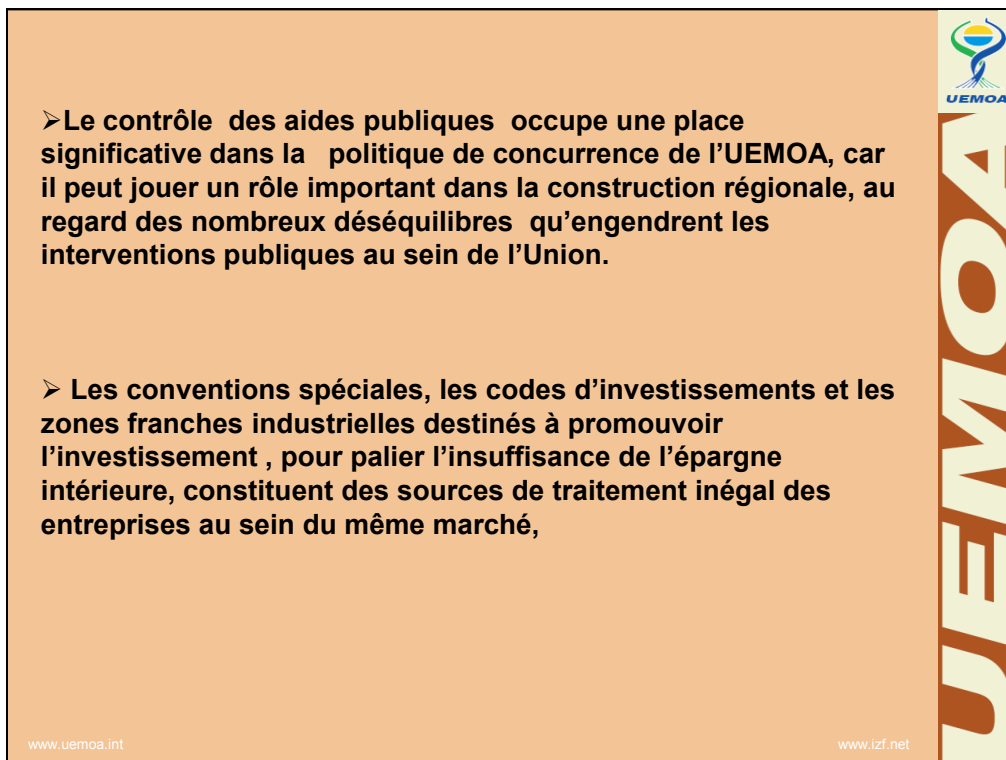 UEMOA
➢Le contrôle des aides publiques occupe une place
significative dans la politique de concurrence de l’UEMOA, car
il peut jouer un rôle important dans la construction régionale, au
regard des nombreux déséquilibres qu’engendrent les
interventions publiques au sein de l’Union.
➢ Les conventions spéciales, les codes d’investissements et les
zones franches industrielles destinés à promouvoir
l’investissement , pour palier l’insuffisance de l’épargne
intérieure, constituent des sources de traitement inégal des
entreprises au sein du même marché,
UEMOA
www.uemoa.int
www.izf.net